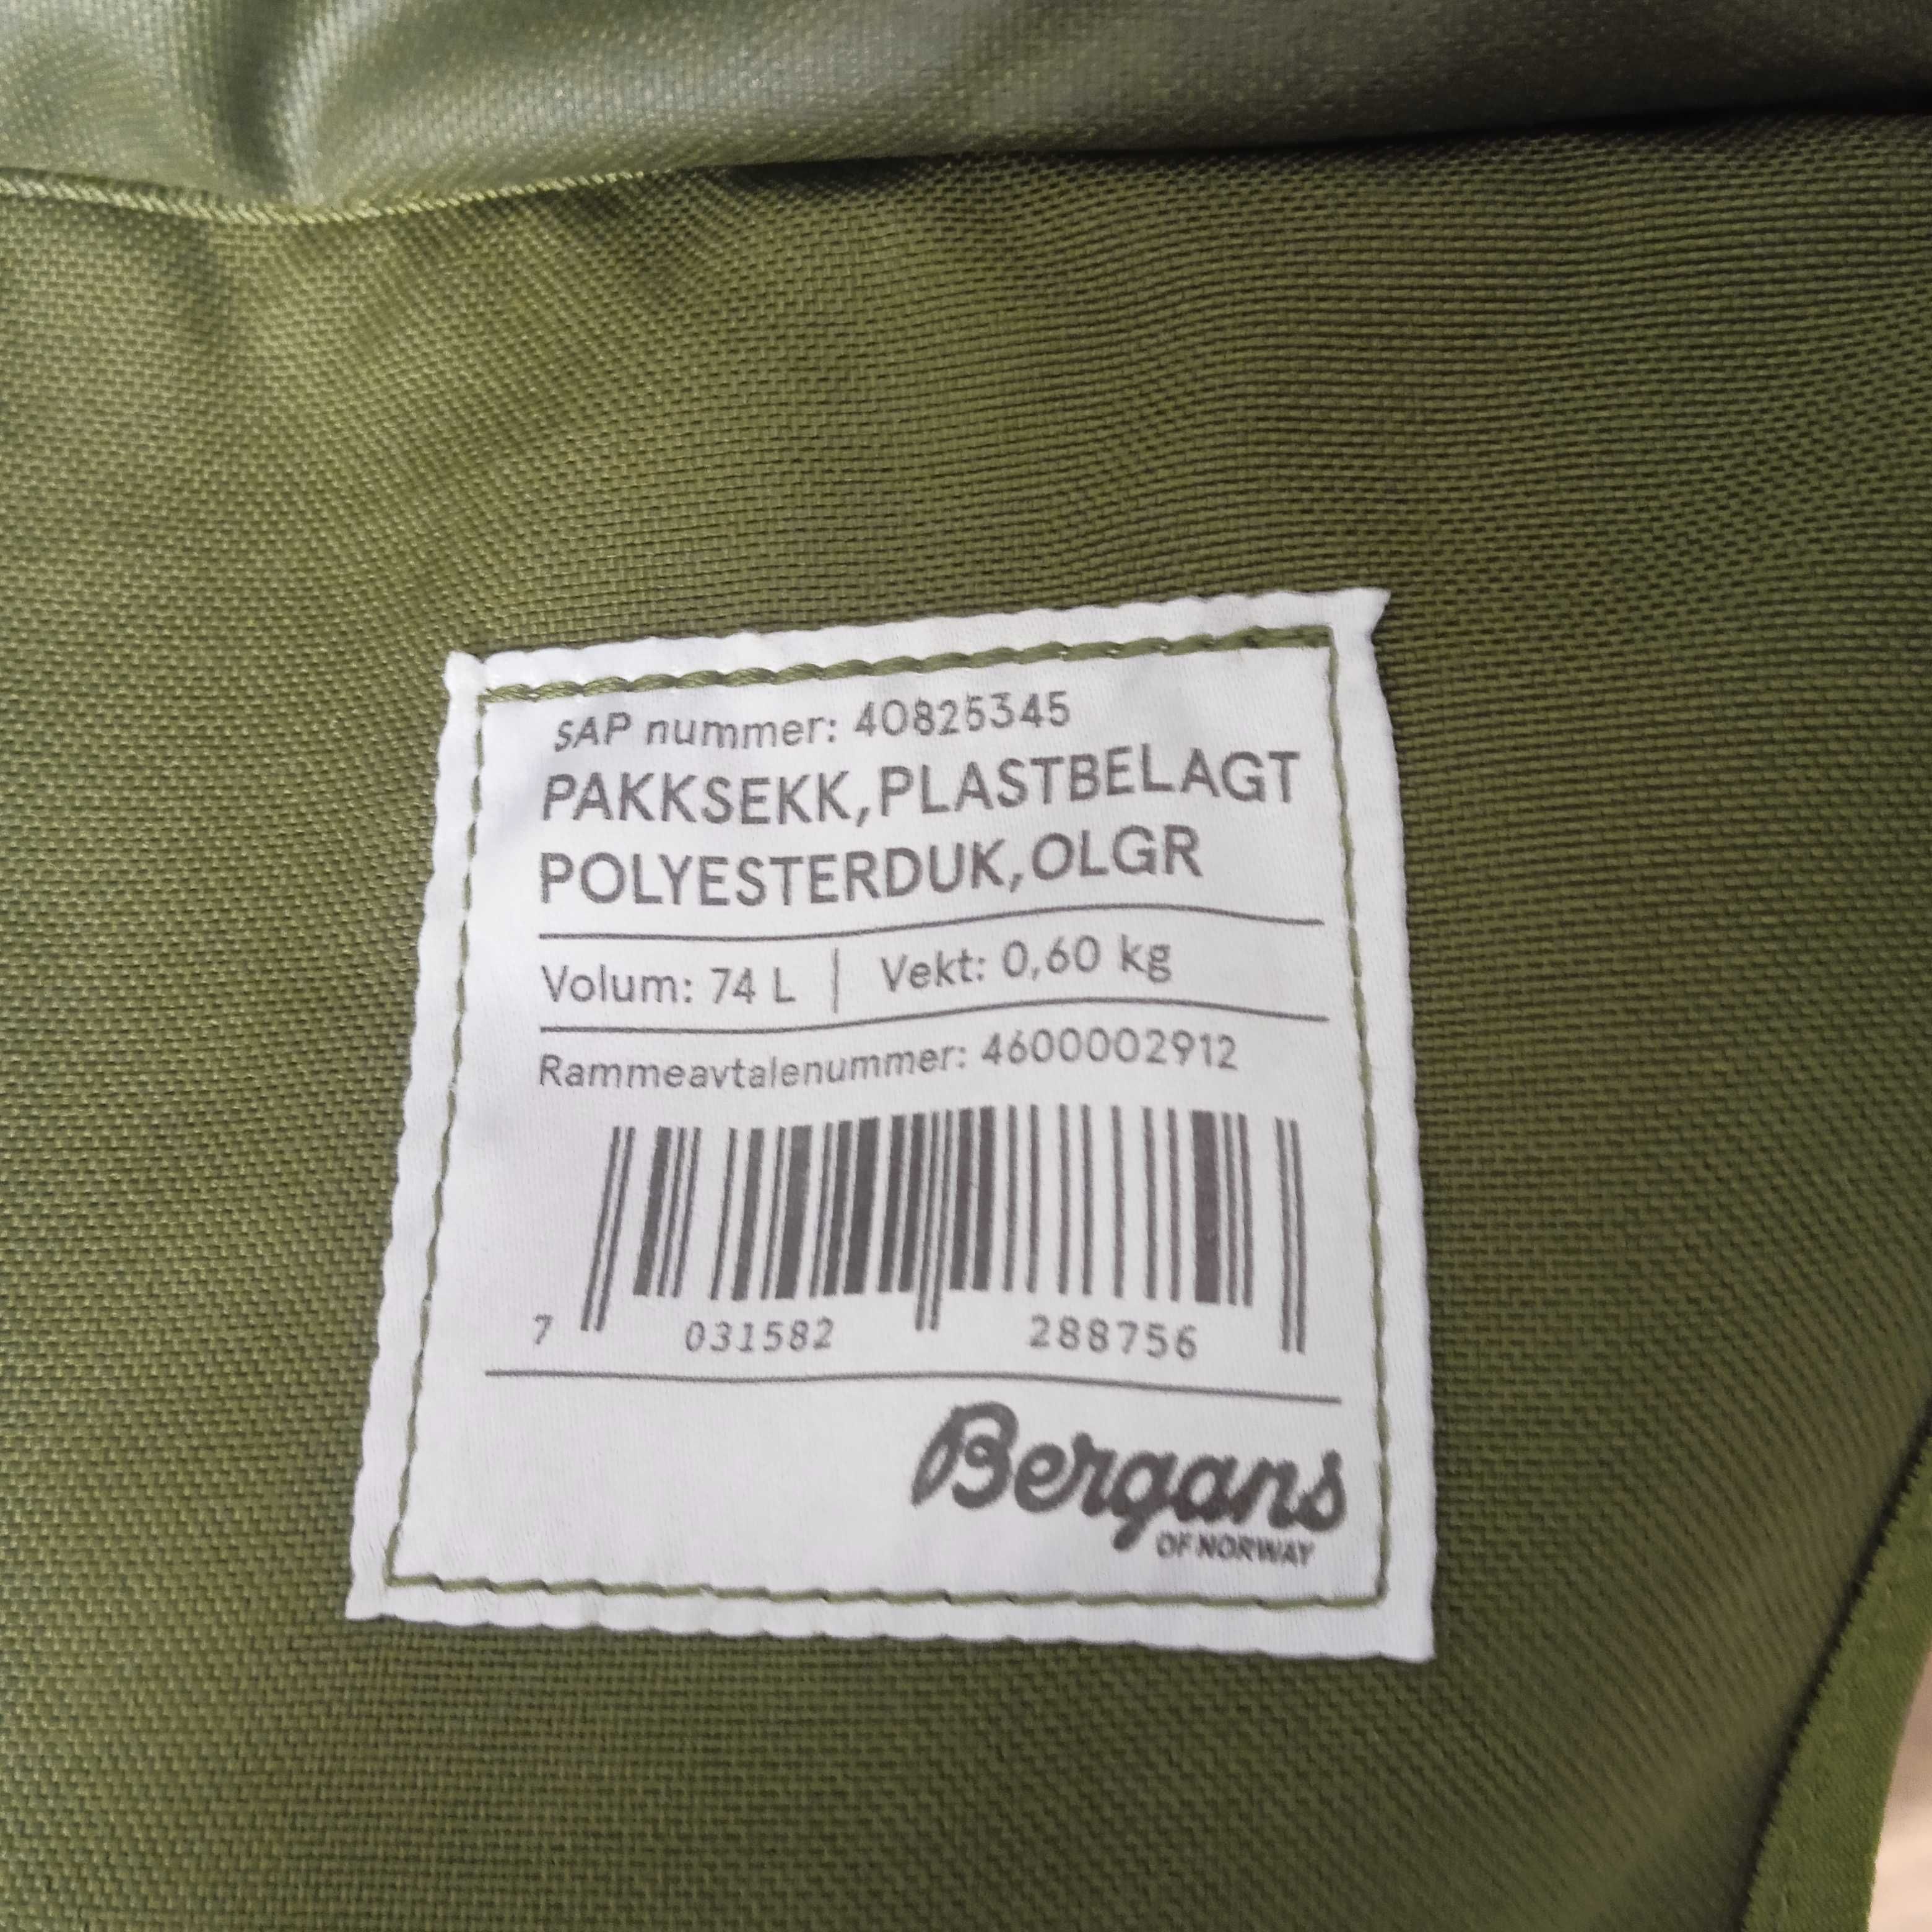 SAP nummer: 40825345
PAKKSEKK,PLASTBELAGT
POLYESTERDUK,OLGR
Volum: 74 L | Vekt: 0,60 kg
Rammeavtalenummer: 4600002912
7 031582 288756
Bergans
OF NORWAY